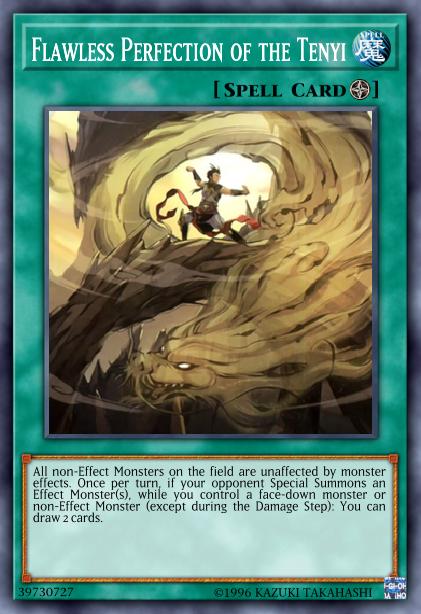 Flawless Perfection of the Tenyi
SPELL
魔
[Spell Card]
All non-Effect Monsters on the field are unaffected by monster
effects. Once per turn, if your opponent Special Summons an
Effect Monster(s), while you control a face-down monster or
non-Effect Monster (except during the Damage Step): You can
draw 2 cards.
39730727
©1996 KAZUKI TAKAHASHI